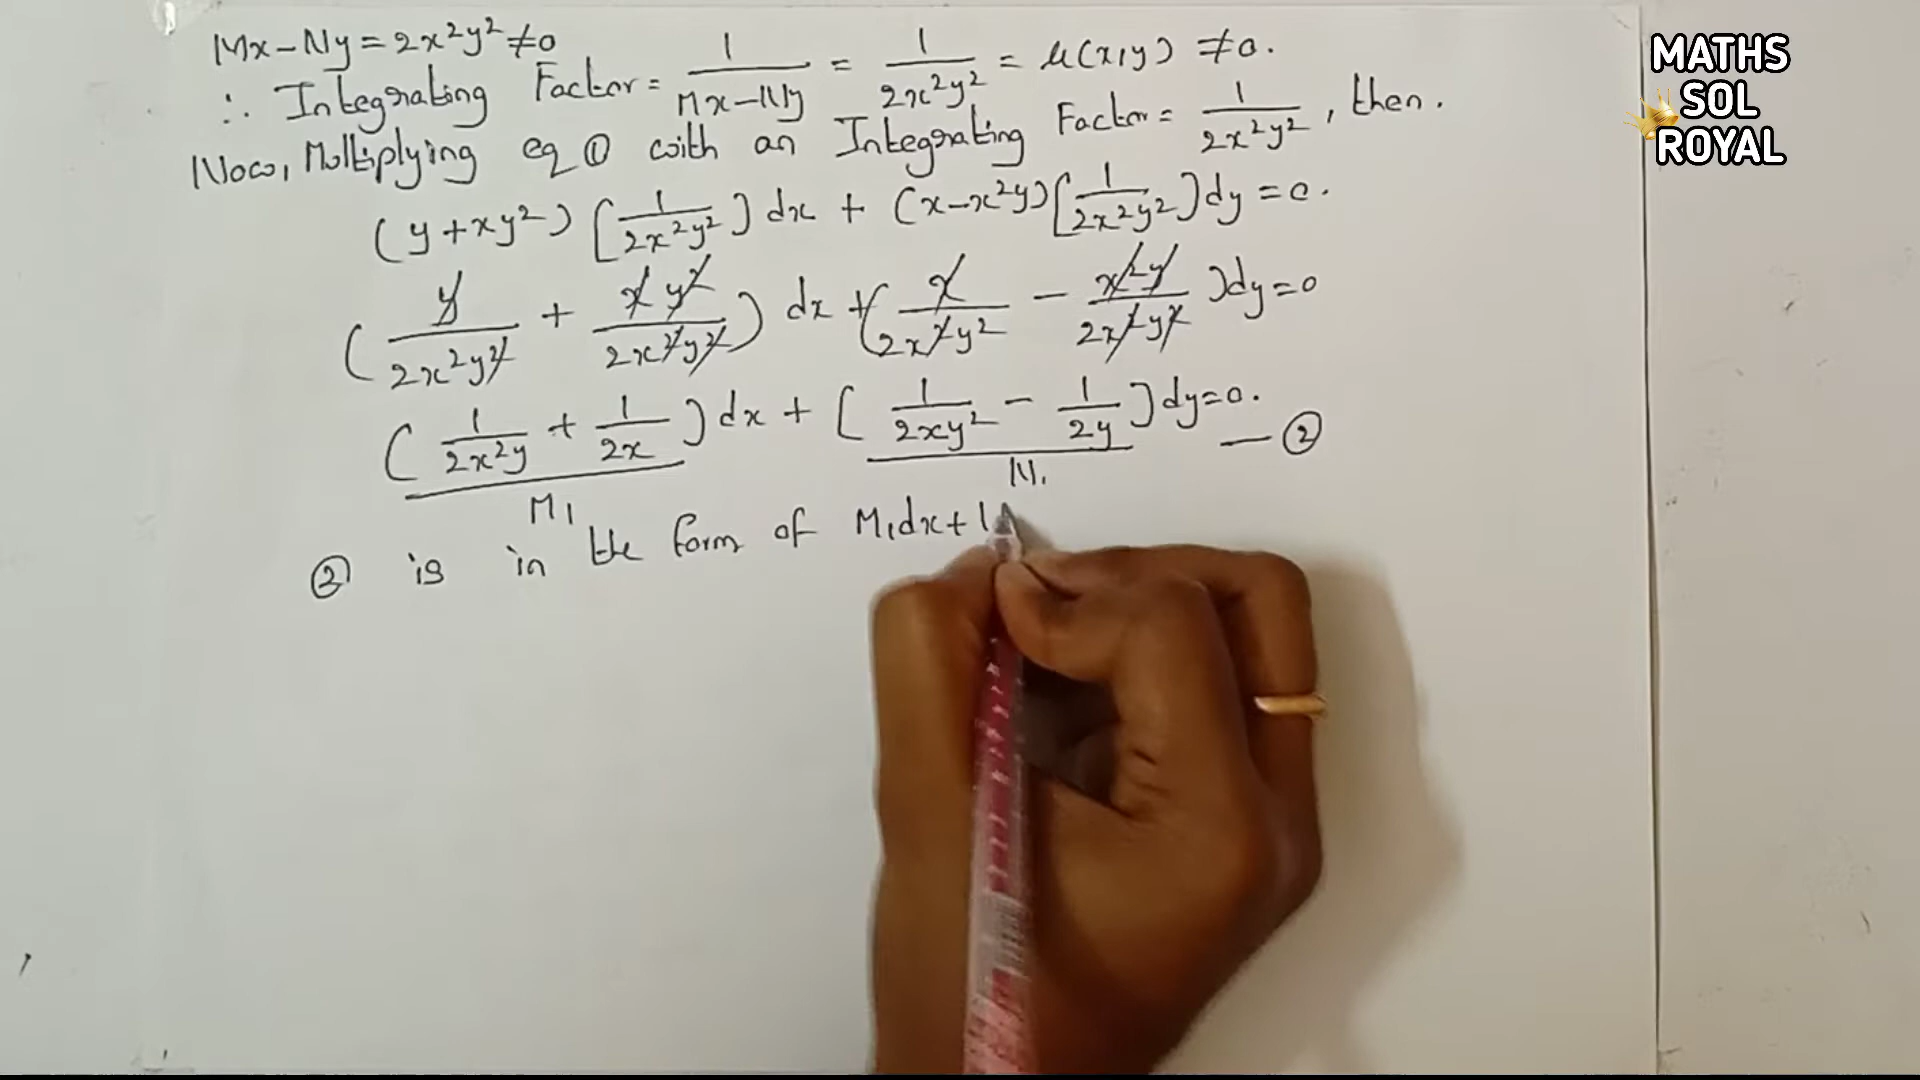 Mx-Ny = 2x²y² ≠ 0
∴ Integrating Factor = 1/(Mx-Ny) = 1/(2x²y²) = μ(x,y) ≠ 0.
Now, Multiplying eq ① with an Integrating Factor = 1/(2x²y²), then.
(y+xy²) [1/(2x²y²)] dx + (x-x²y) [1/(2x²y²)] dy = 0.
(y/(2x²y²) + xy²/(2x²y²)) dx + (x/(2x²y²) - x²y/(2x²y²)) dy = 0
(1/(2x²y) + 1/(2x)) dx + [1/(2xy²) - 1/(2y)] dy = 0. — ②
M₁ N₁
② is in the form of M₁dx +
MATHS
SOL
ROYAL